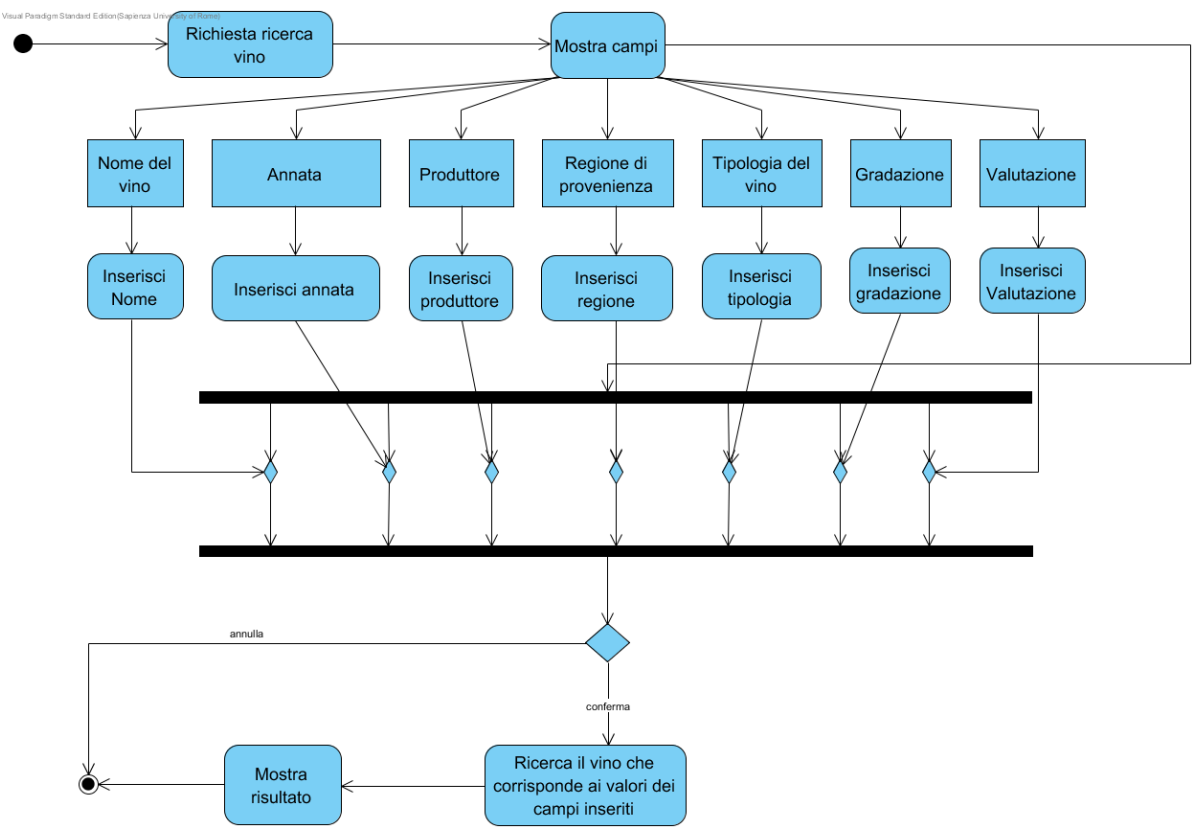 Visual Paradigm Standard Edition(Sapienza University of Rome)
Richiesta ricerca
vino
Mostra campi
Nome del
vino
Annata
Produttore
Regione di
provenienza
Tipologia del
vino
Gradazione
Valutazione
Inserisci
Nome
Inserisci annata
Inserisci
produttore
Inserisci
regione
Inserisci
tipologia
Inserisci
gradazione
Inserisci
Valutazione
annulla
conferma
Mostra
risultato
Ricerca il vino che
corrisponde ai valori dei
campi inseriti